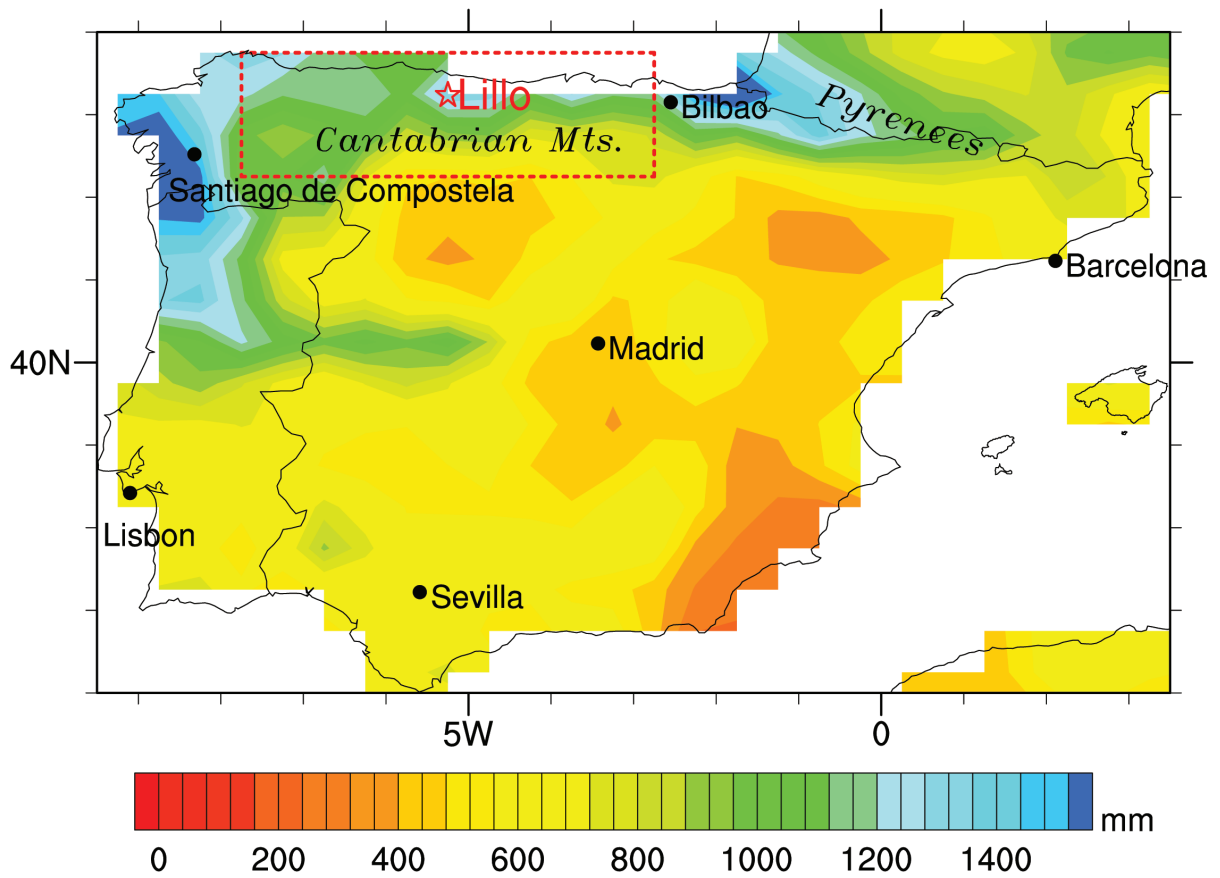 Lillo
Pyrences
Bilbao
Cantabrian Mts.
Santiago de Compostela
Barcelona
Madrid
40N
Lisbon
Sevilla
5W 0
mm
0 200 400 600 800 1000 1200 1400